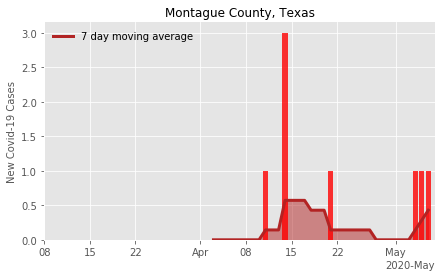 Montague County, Texas
7 day moving average
New Covid-19 Cases
3.0
2.5
2.0
1.5
1.0
0.5
0.0
08 15 22 Apr 08 15 22 May
2020-May